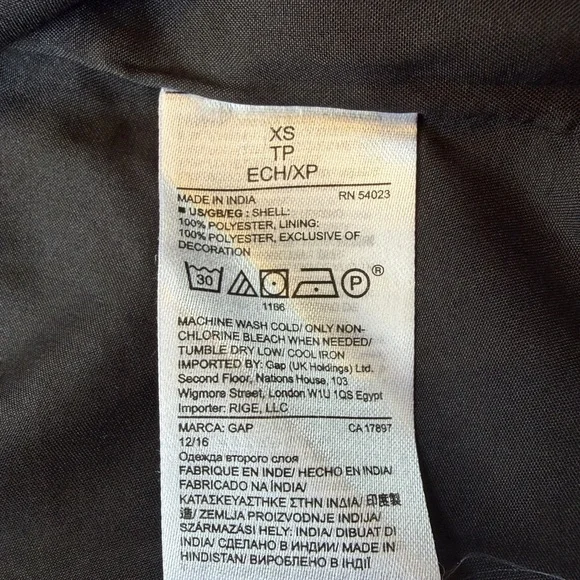 XS
TP
ECH/XP
MADE IN INDIA RN 54023
■ US/GB/EG : SHELL:
100% POLYESTER, LINING:
100% POLYESTER, EXCLUSIVE OF
DECORATION
30 P ®
1186
MACHINE WASH COLD/ ONLY NON-
CHLORINE BLEACH WHEN NEEDED/
TUMBLE DRY LOW/ COOL IRON
IMPORTED BY: Gap (UK Holdings) Ltd.
Second Floor, Nations House, 103
Wigmore Street, London W1U 1QS Egypt
Importer: RIGE, LLC
MARCA: GAP CA 17897
12/16
Одежда второго слоя
FABRIQUE EN INDE/ HECHO EN INDIA/
FABRICADO NA ÍNDIA/
ΚΑΤΑΣΚΕΥΑΣΤΗΚΕ ΣΤΗΝ ΙΝΔΙΑ/ 印度製
造/ ZEMLJA PROIZVODNJE INDIJA/
SZÁRMAZÁSI HELY: INDIA/ DIBUAT DI
INDIA/ СДЕЛАНО В ИНДИИ/ MADE IN
HINDISTAN/ ВИРОБЛЕНО В ІНДІЇ